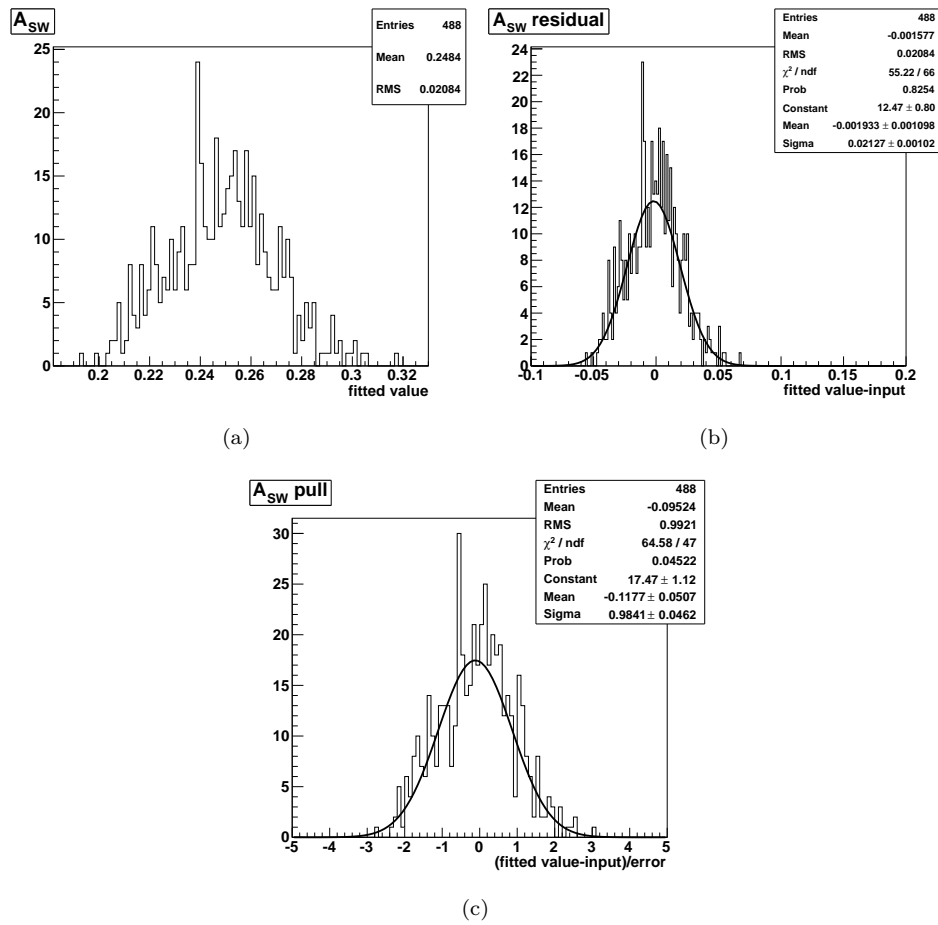 A_SW
Entries 488
Mean 0.2484
RMS 0.02084
25
20
15
10
5
0
0.2 0.22 0.24 0.26 0.28 0.3 0.32
fitted value
(a)
A_SW residual
Entries 488
Mean -0.001577
RMS 0.02084
χ² / ndf 55.22 / 66
Prob 0.8254
Constant 12.47 ± 0.80
Mean -0.001933 ± 0.001098
Sigma 0.02127 ± 0.00102
24
22
20
18
16
14
12
10
8
6
4
2
0
-0.1 -0.05 0 0.05 0.1 0.15 0.2
fitted value-input
(b)
A_SW pull
Entries 488
Mean -0.09524
RMS 0.9921
χ² / ndf 64.58 / 47
Prob 0.04522
Constant 17.47 ± 1.12
Mean -0.1177 ± 0.0507
Sigma 0.9841 ± 0.0462
30
25
20
15
10
5
0
-5 -4 -3 -2 -1 0 1 2 3 4 5
(fitted value-input)/error
(c)